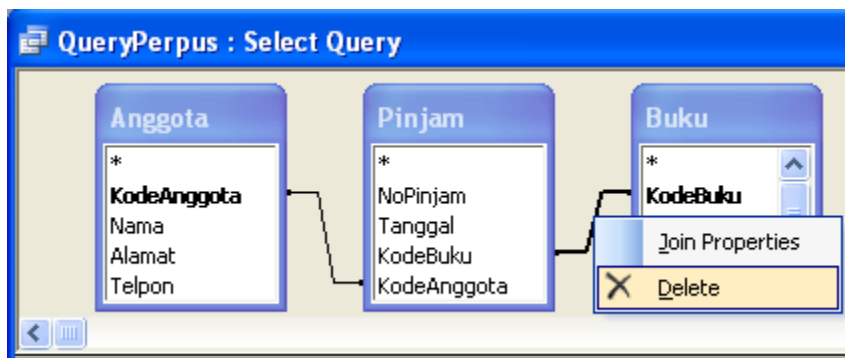 QueryPerpus : Select Query
Anggota
*
KodeAnggota
Nama
Alamat
Telpon
Pinjam
*
NoPinjam
Tanggal
KodeBuku
KodeAnggota
Buku
*
KodeBuku
Join Properties
Delete